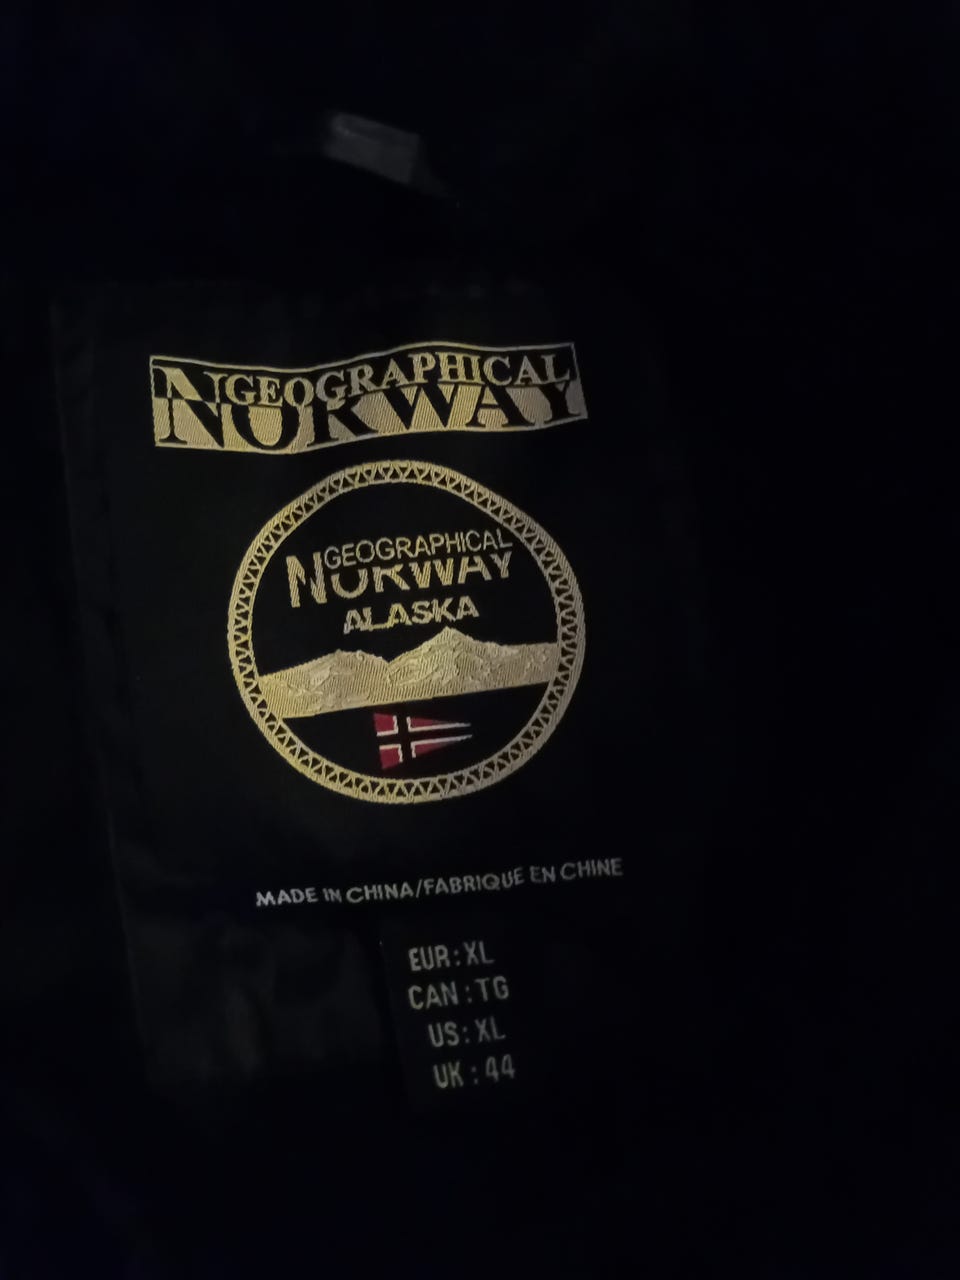 GEOGRAPHICAL
NORWAY
GEOGRAPHICAL
NORWAY
ALASKA
MADE IN CHINA/FABRIQUE EN CHINE
EUR : XL
CAN : TG
US : XL
UK : 44